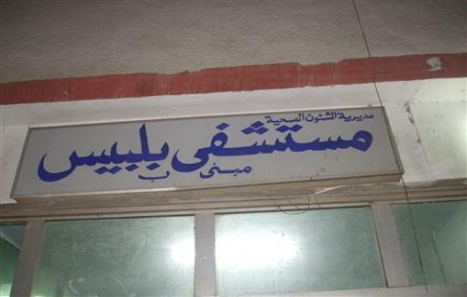 مديرية الشئون الصحية
مستشفى بلبيس
مبنى ب